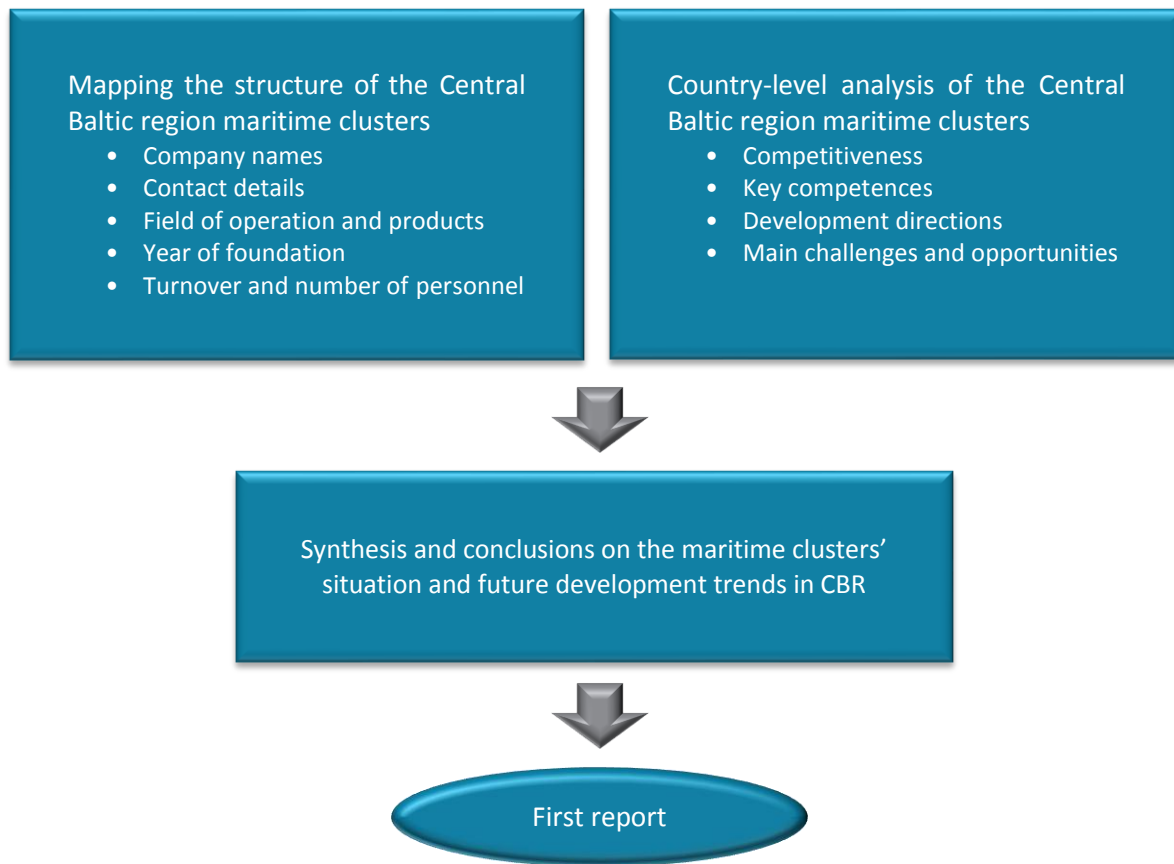 Mapping the structure of the Central
Baltic region maritime clusters
• Company names
• Contact details
• Field of operation and products
• Year of foundation
• Turnover and number of personnel
Country-level analysis of the Central
Baltic region maritime clusters
• Competitiveness
• Key competences
• Development directions
• Main challenges and opportunities
Synthesis and conclusions on the maritime clusters’
situation and future development trends in CBR
First report